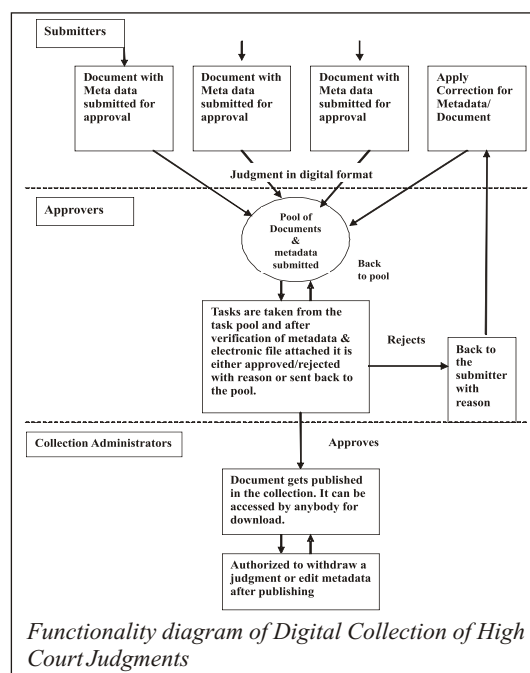 Submitters
Document with
Meta data
submitted for
approval
Document with
Meta data
submitted for
approval
Document with
Meta data
submitted for
approval
Apply
Correction for
Metadata/
Document
Judgment in digital format
Approvers
Pool of
Documents
&
metadata
submitted
Back
to pool
Tasks are taken from the
task pool and after
verification of metadata &
electronic file attached it is
either approved/rejected
with reason or sent back to
the pool.
Rejects
Back to
the
submitter
with
reason
Collection Administrators
Approves
Document gets published
in the collection. It can be
accessed by anybody for
download.
Authorized to withdraw a
judgment or edit metadata
after publishing
Functionality diagram of Digital Collection of High
Court Judgments